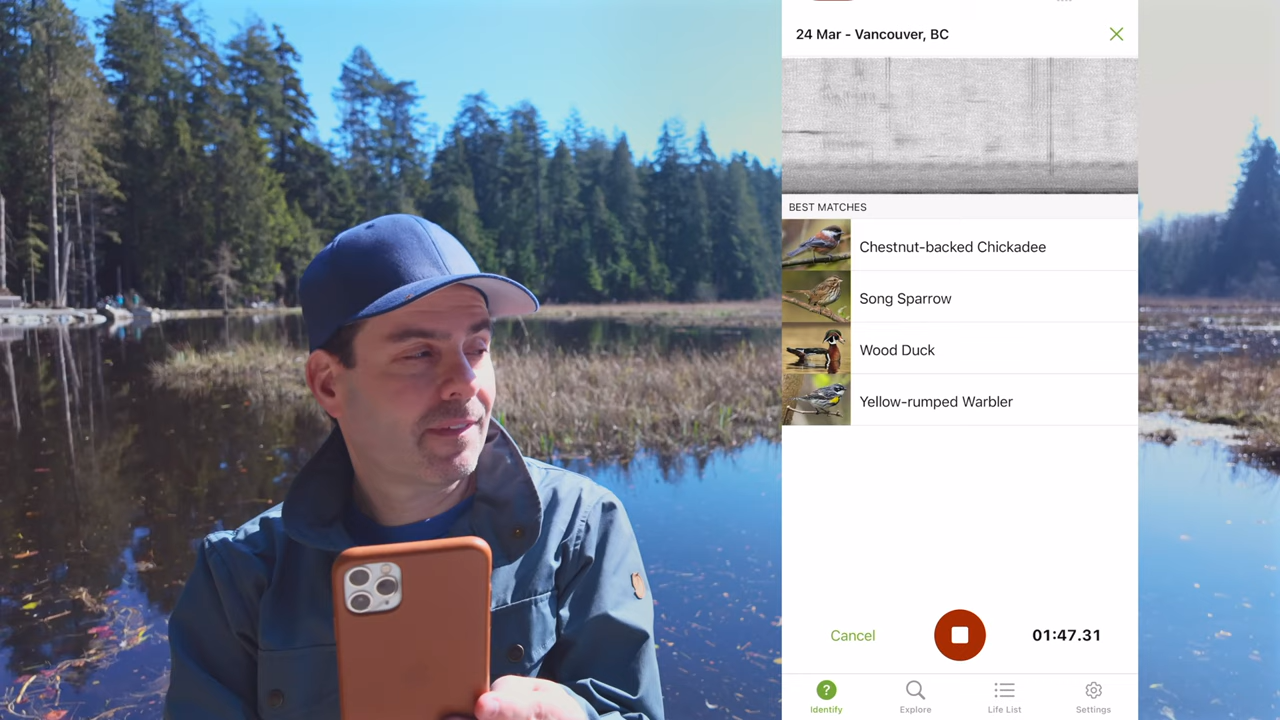 24 Mar - Vancouver, BC
BEST MATCHES
Chestnut-backed Chickadee
Song Sparrow
Wood Duck
Yellow-rumped Warbler
Cancel
01:47.31
?
Identify
Explore
Life List
Settings